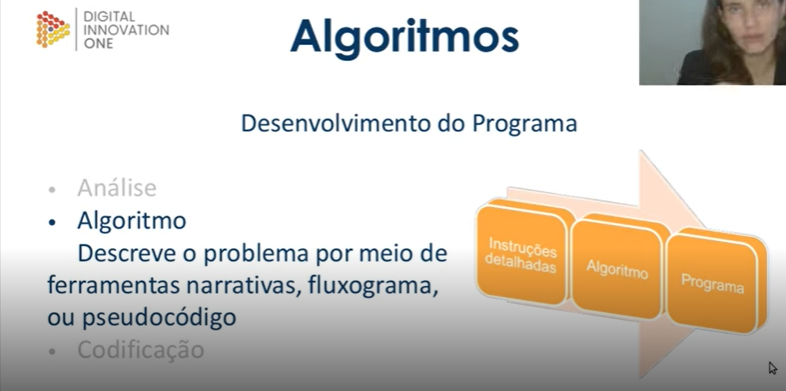 DIGITAL
INNOVATION
ONE
Algoritmos
Desenvolvimento do Programa
• Análise
• Algoritmo
Descreve o problema por meio de
ferramentas narrativas, fluxograma,
ou pseudocódigo
• Codificação
Instruções
detalhadas
Algoritmo
Programa